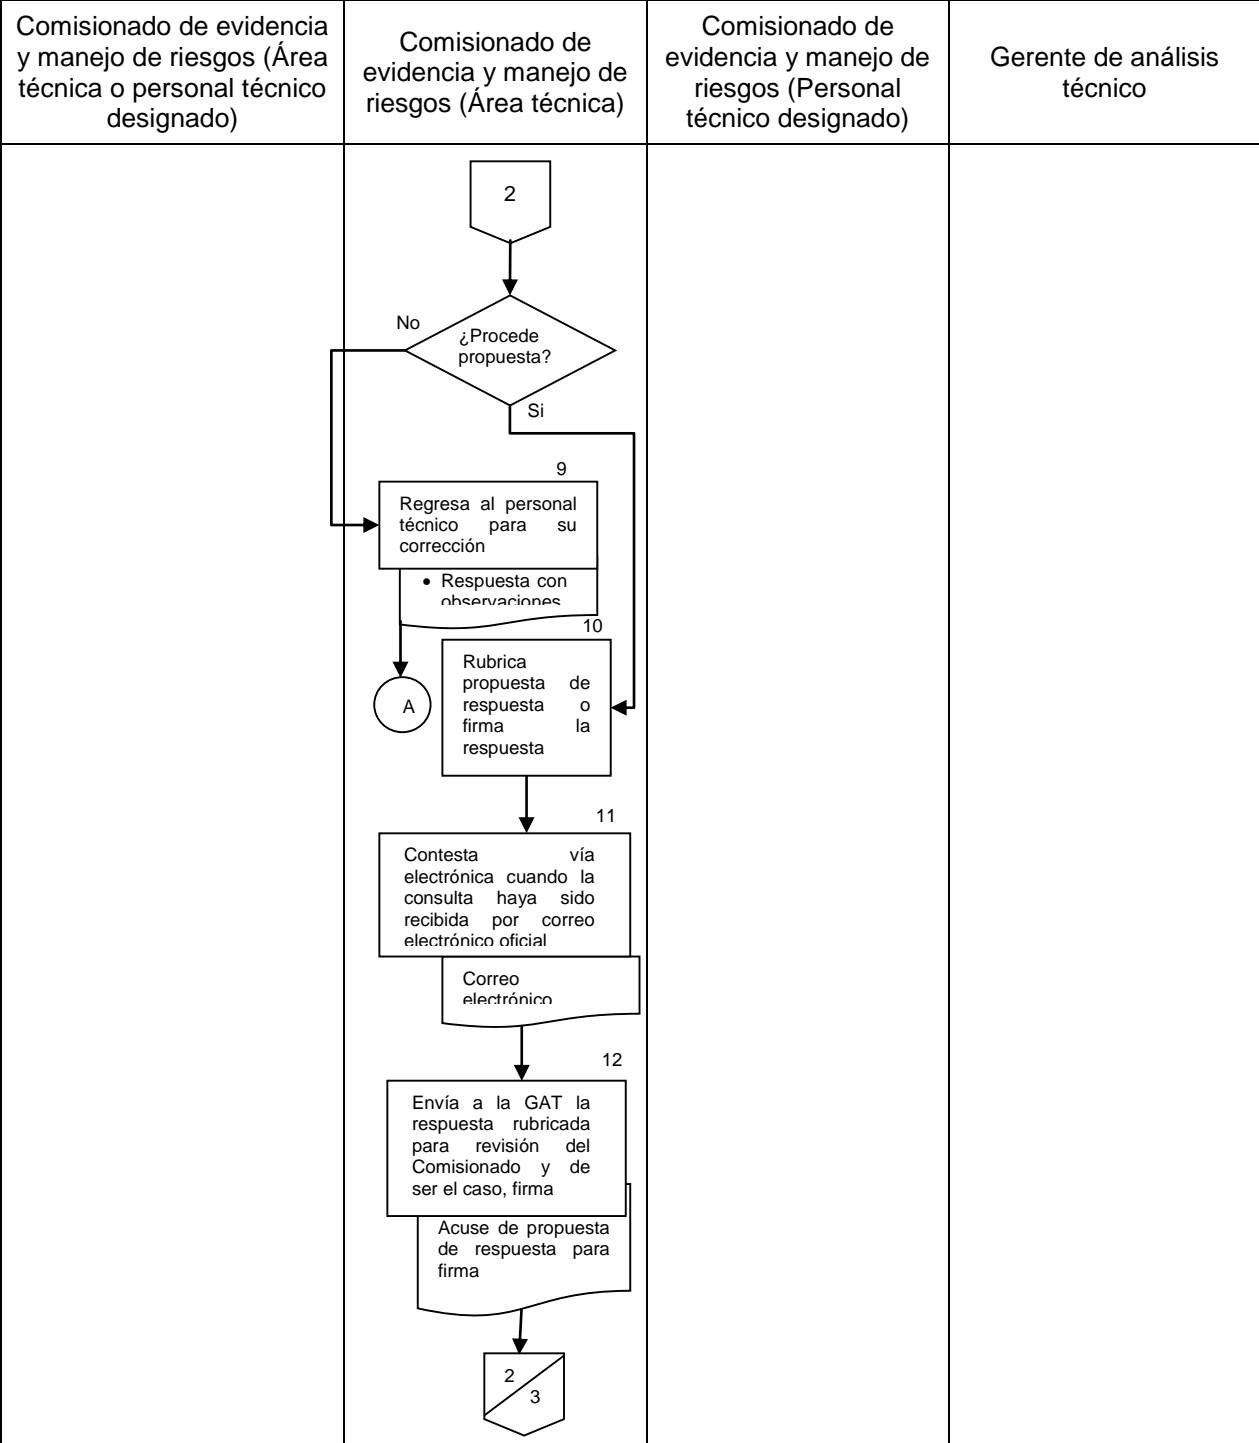 Comisionado de evidencia
y manejo de riesgos (Área
técnica o personal técnico
designado)
Comisionado de
evidencia y manejo de
riesgos (Área técnica)
Comisionado de
evidencia y manejo de
riesgos (Personal
técnico designado)
Gerente de análisis
técnico
2
No
¿Procede
propuesta?
Si
9
Regresa al personal
técnico para su
corrección
• Respuesta con
observaciones
10
Rubrica
propuesta de
respuesta o
firma la
respuesta
A
11
Contesta vía
electrónica cuando la
consulta haya sido
recibida por correo
electrónico oficial
Correo
electrónico
12
Envía a la GAT la
respuesta rubricada
para revisión del
Comisionado y de
ser el caso, firma
Acuse de propuesta
de respuesta para
firma
2
3